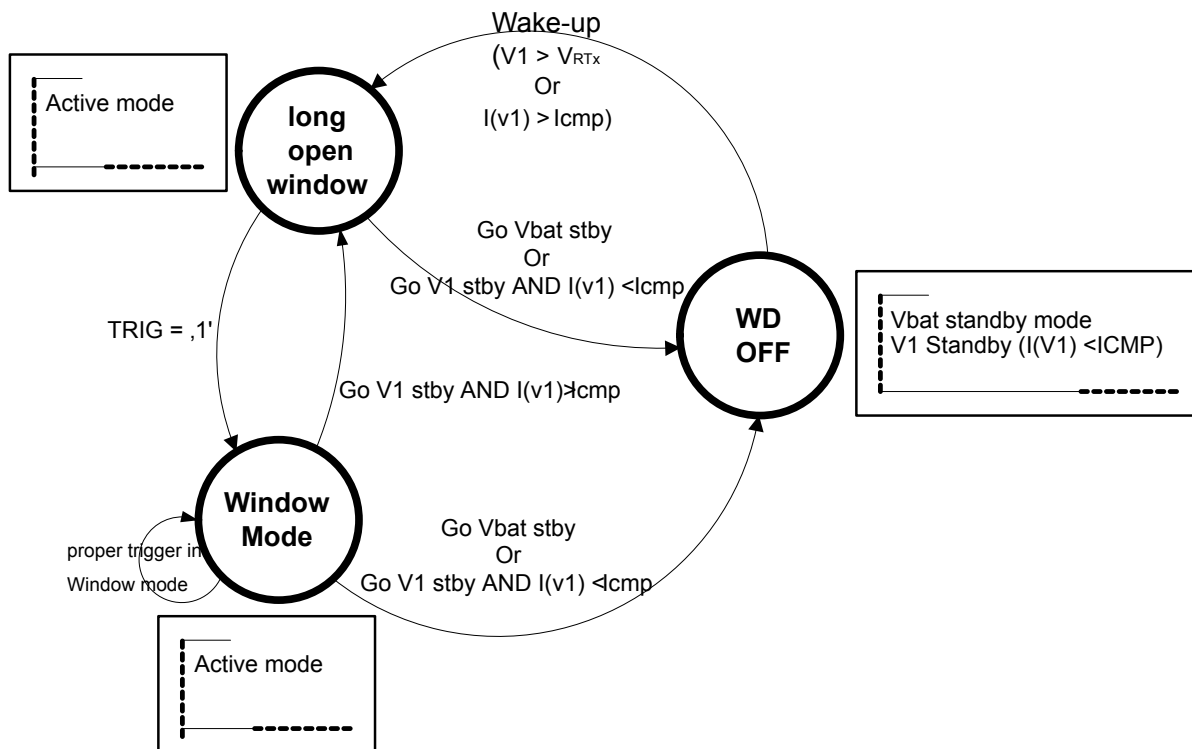 Wake-up
(V1 > VRTx
Or
I(v1) > Icmp)
Active mode
long
open
window
Go Vbat stby
Or
Go V1 stby AND I(v1) <Icmp
WD
OFF
Vbat standby mode
V1 Standby (I(V1) <ICMP)
TRIG = ,1'
Go V1 stby AND I(v1)>Icmp
Window
Mode
proper trigger in
Window mode
Go Vbat stby
Or
Go V1 stby AND I(v1) <Icmp
Active mode